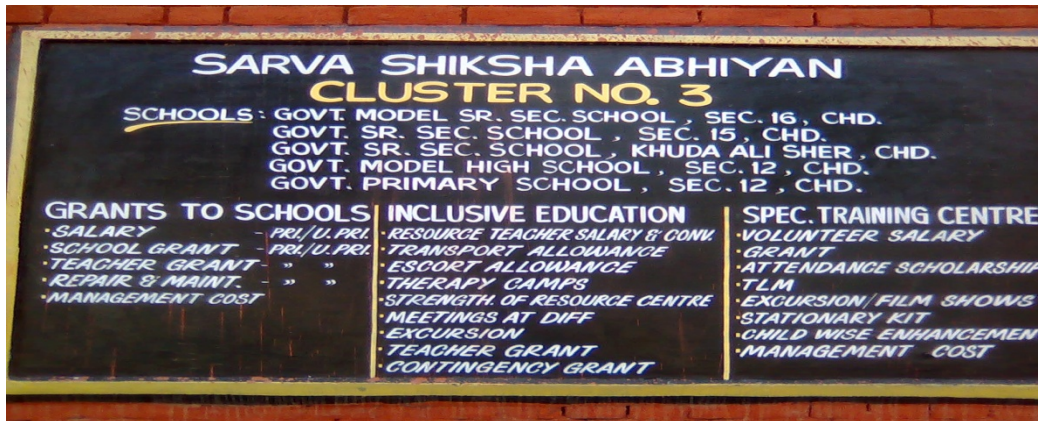 SARVA SHIKSHA ABHIYAN
CLUSTER NO. 3
SCHOOLS : GOVT. MODEL SR. SEC. SCHOOL , SEC. 16 , CHD.
GOVT. SR. SEC. SCHOOL , SEC. 15 , CHD.
GOVT. SR. SEC. SCHOOL , KHUDA ALI SHER , CHD.
GOVT. MODEL HIGH SCHOOL , SEC. 12 , CHD.
GOVT. PRIMARY SCHOOL , SEC. 12 , CHD.
GRANTS TO SCHOOLS
·SALARY - PRI./U. PRI.
·SCHOOL GRANT - PRI./U. PRI.
·TEACHER GRANT - " "
·REPAIR & MAINT. - " "
·MANAGEMENT COST
INCLUSIVE EDUCATION
·RESOURCE TEACHER SALARY & CONV.
·TRANSPORT ALLOWANCE
·ESCORT ALLOWANCE
·THERAPY CAMPS
·STRENGTH. OF RESOURCE CENTRE
·MEETINGS AT DIFF
·EXCURSION
·TEACHER GRANT
·CONTINGENCY GRANT
SPEC. TRAINING CENTRE
·VOLUNTEER SALARY
·GRANT
·ATTENDANCE SCHOLARSHIP
·TLM
·EXCURSION/FILM SHOWS
·STATIONARY KIT
·CHILD WISE ENHANCEMEN
·MANAGEMENT COST